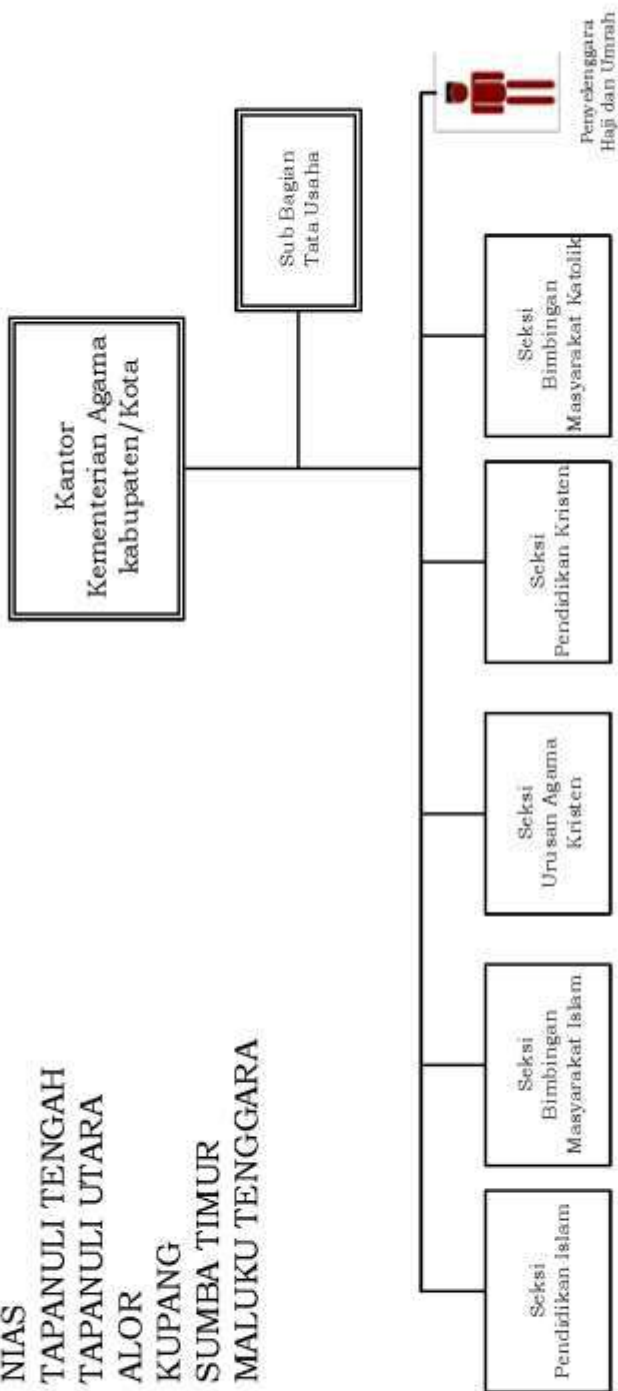 NIAS
TAPANULI TENGAH
TAPANULI UTARA
ALOR
KUPANG
SUMBA TIMUR
MALUKU TENGGARA
Kantor
Kementerian Agama
kabupaten/Kota
Sub Bagian
Tata Usaha
Seksi
Pendidikan Islam
Seksi
Bimbingan
Masyarakat Islam
Seksi
Urusan Agama
Kristen
Seksi
Pendidikan Kristen
Seksi
Bimbingan
Masyarakat Katolik
Penyelenggara
Haji dan Umrah